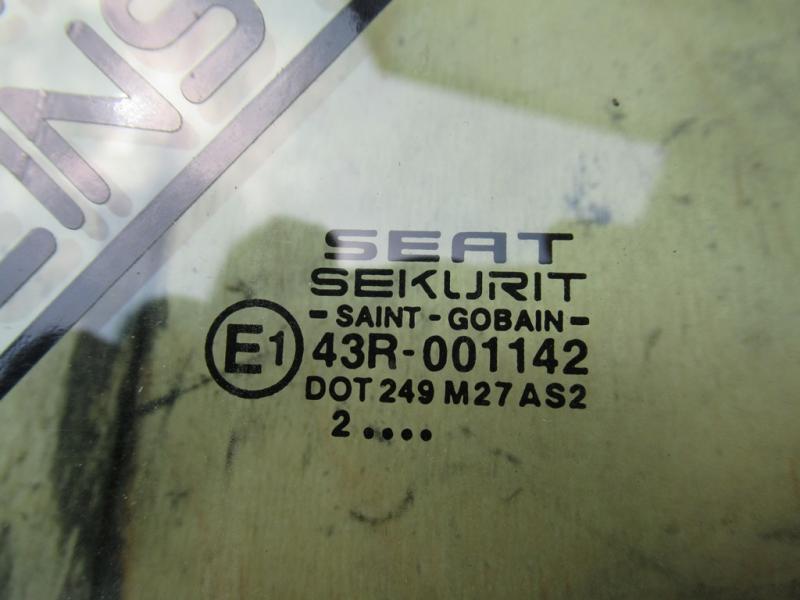 SEAT
SEKURIT
- SAINT - GOBAIN -
E1 43R-001142
DOT 249 M27 AS2
2 ....